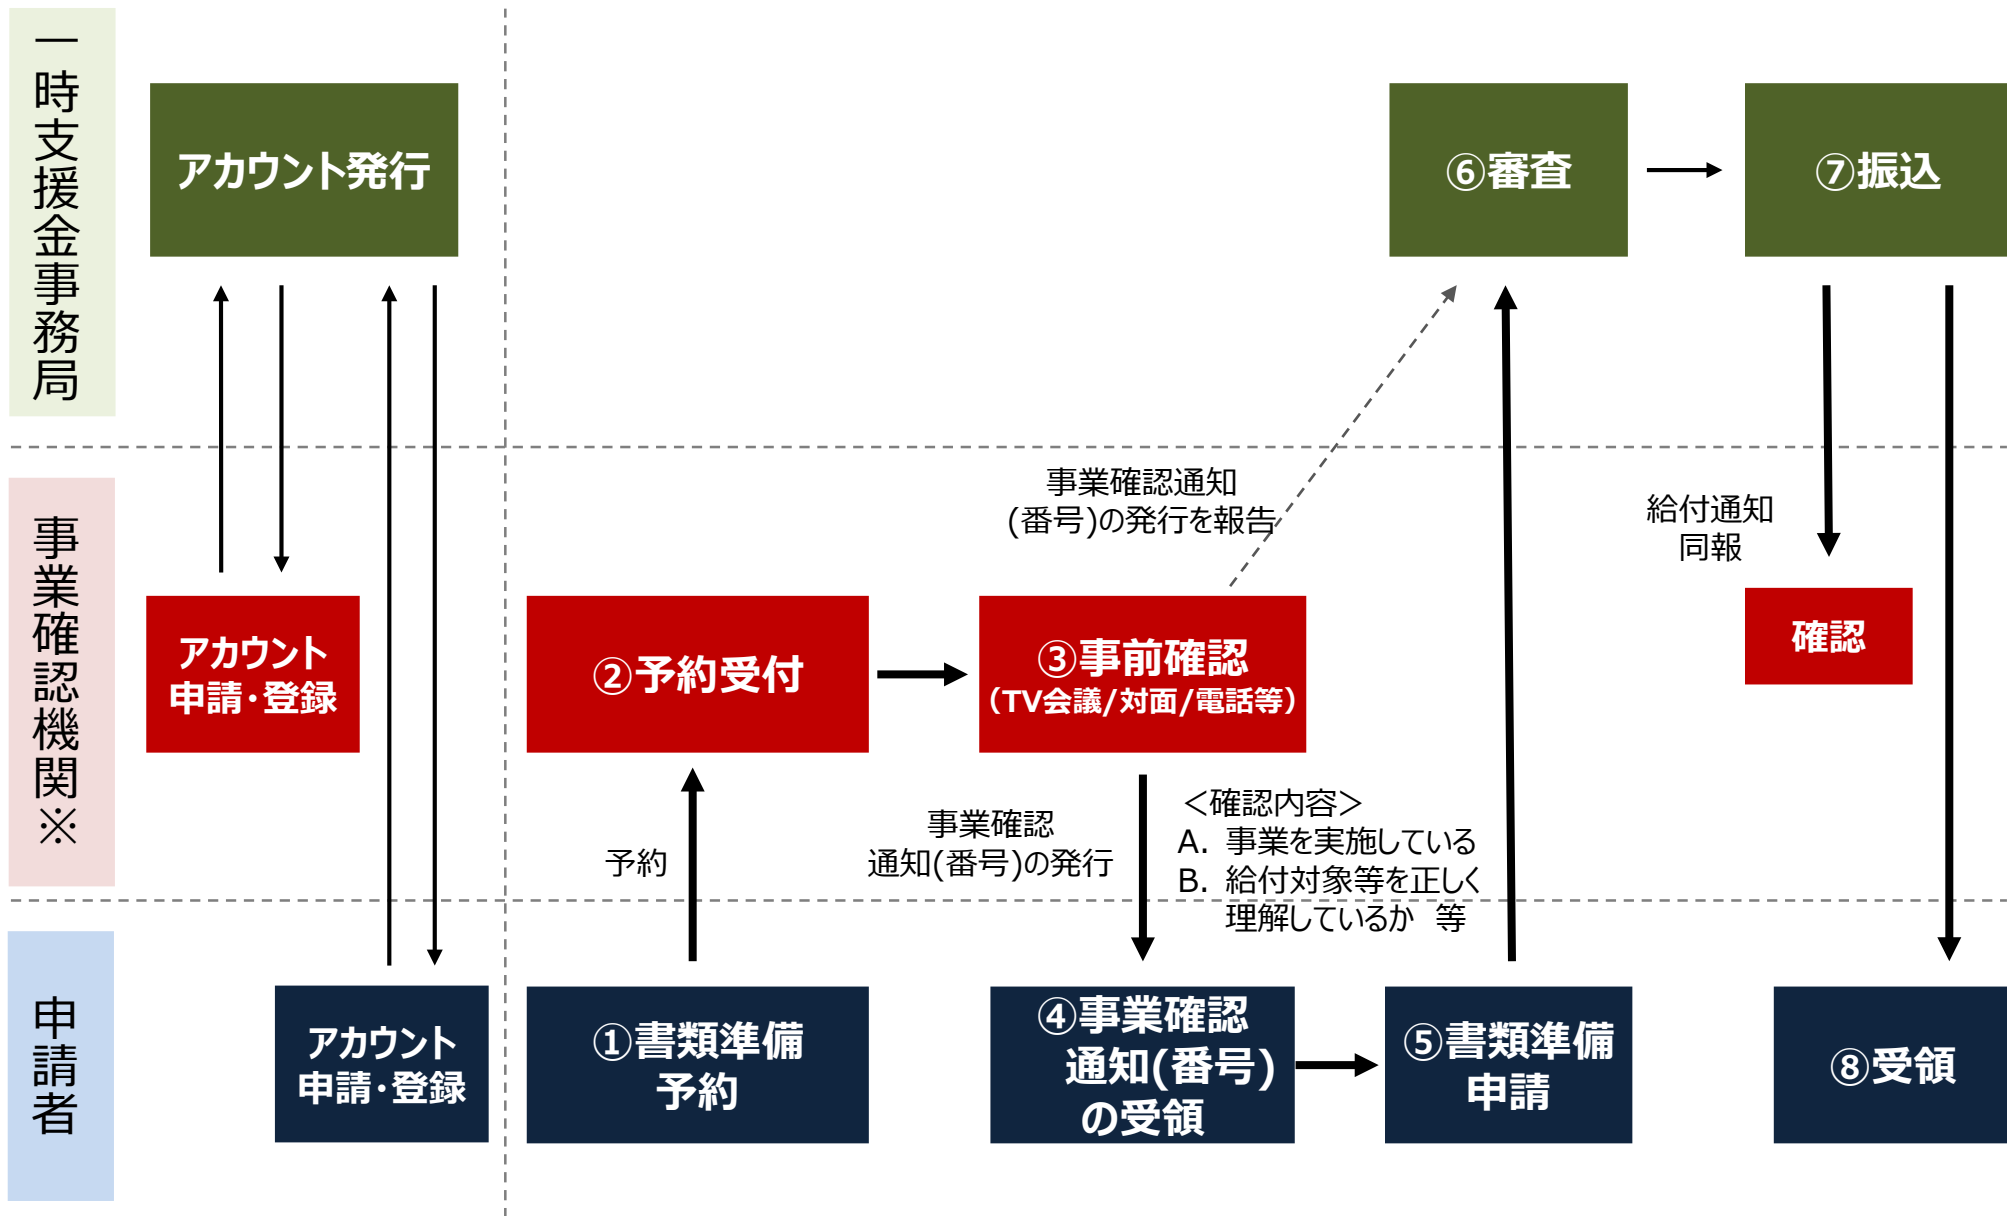 一時支援金事務局
アカウント発行
⑥審査
⑦振込
事業確認機関※
事業確認通知
(番号)の発行を報告
給付通知
同報
アカウント
申請・登録
②予約受付
③事前確認
（TV会議/対面/電話等）
確認
予約
事業確認
通知(番号)の発行
＜確認内容＞
A. 事業を実施している
B. 給付対象等を正しく
理解しているか 等
申請者
アカウント
申請・登録
①書類準備
予約
④事業確認
通知(番号)
の受領
⑤書類準備
申請
⑧受領